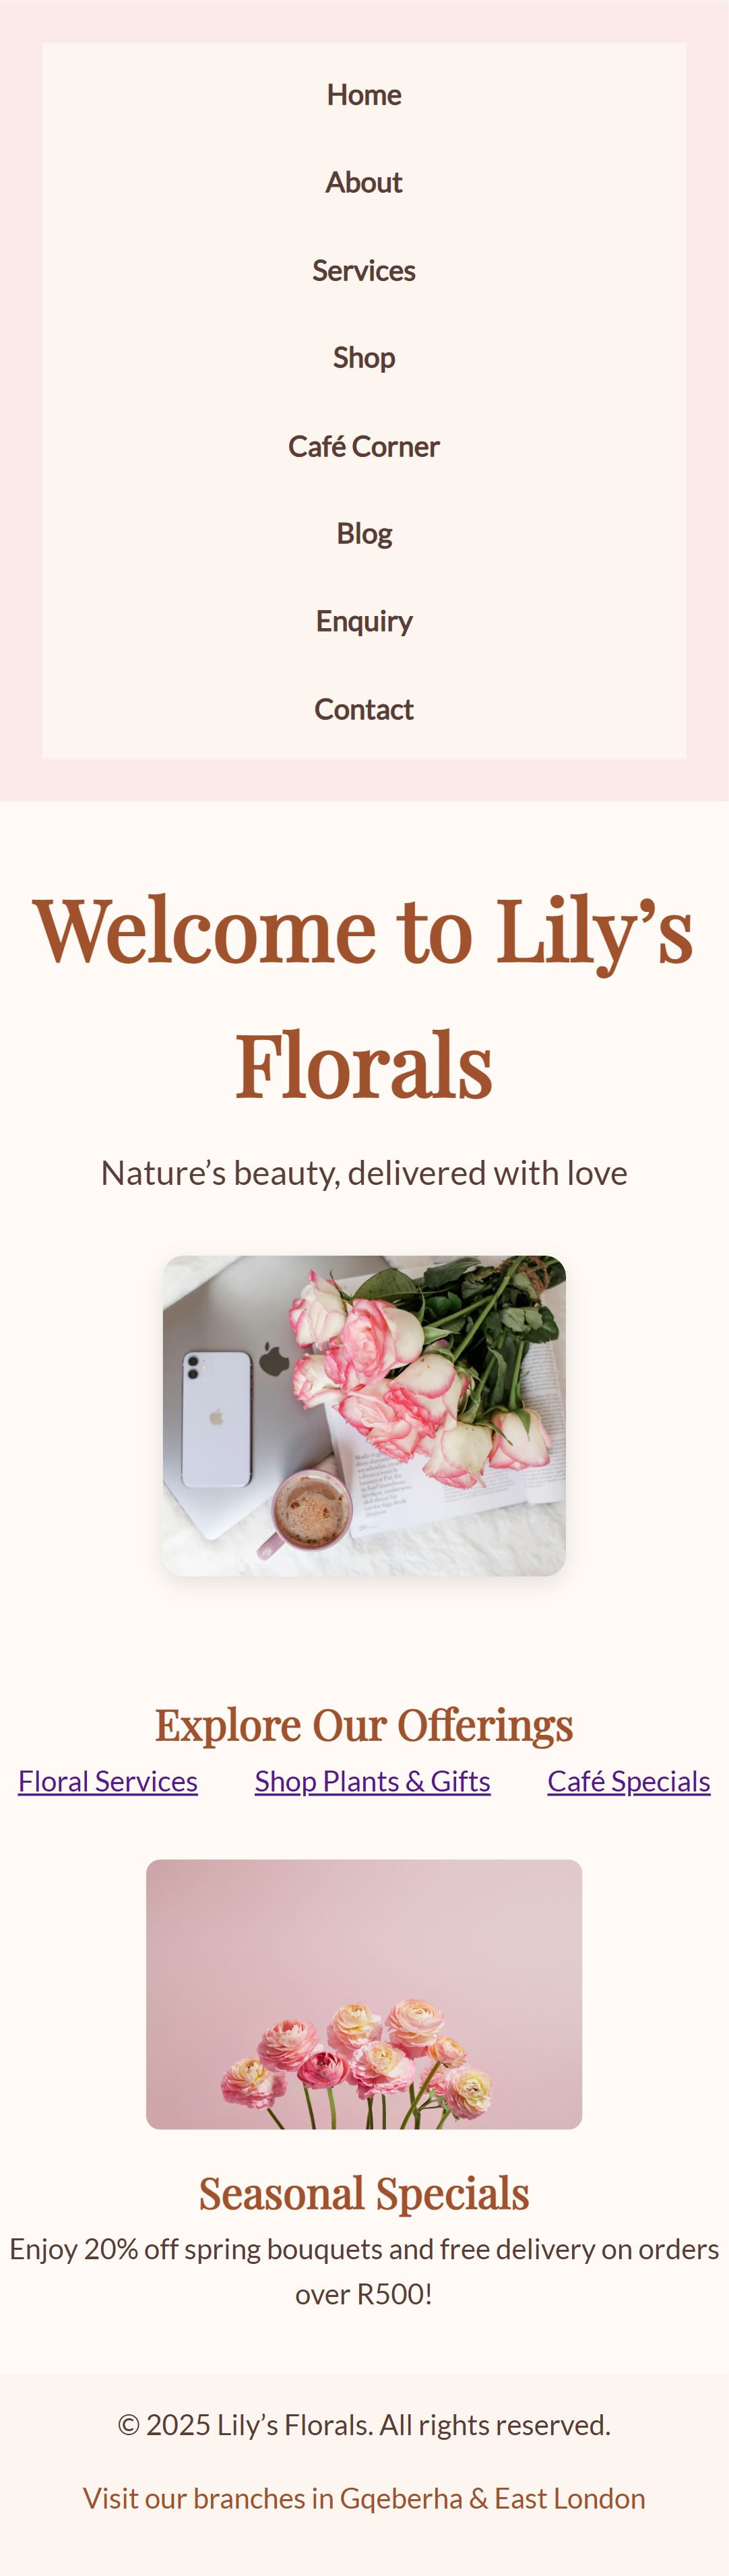 Home
About
Services
Shop
Café Corner
Blog
Enquiry
Contact
Welcome to Lily’s
Florals
Nature’s beauty, delivered with love
Explore Our Offerings
Floral Services Shop Plants & Gifts Café Specials
Seasonal Specials
Enjoy 20% off spring bouquets and free delivery on orders
over R500!
© 2025 Lily’s Florals. All rights reserved.
Visit our branches in Gqeberha & East London